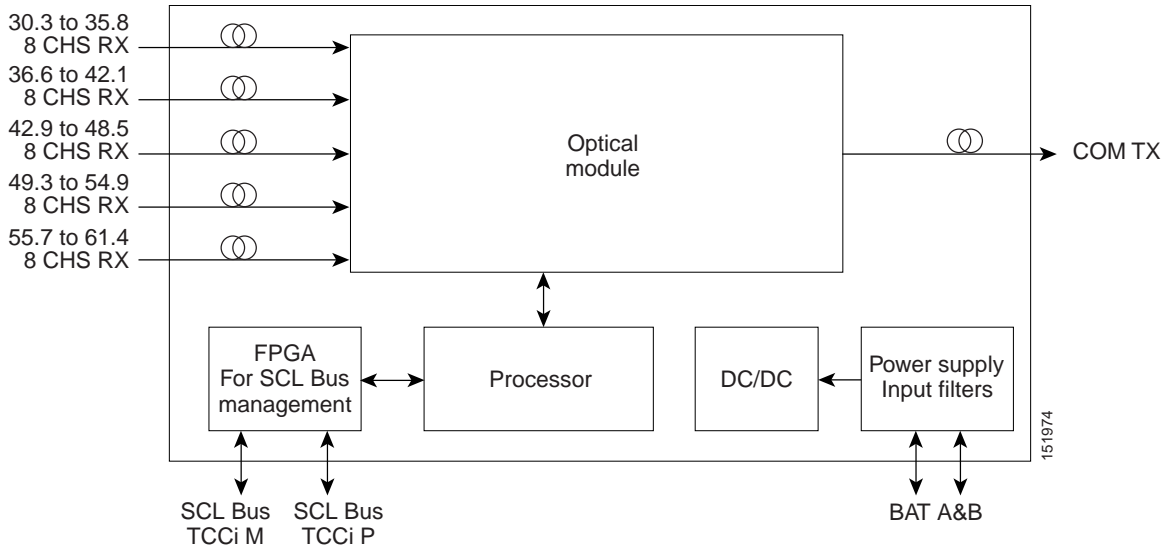 30.3 to 35.8
8 CHS RX
36.6 to 42.1
8 CHS RX
42.9 to 48.5
8 CHS RX
49.3 to 54.9
8 CHS RX
55.7 to 61.4
8 CHS RX
Optical
module
COM TX
FPGA
For SCL Bus
management
Processor
DC/DC
Power supply
Input filters
151974
SCL Bus
TCCi M
SCL Bus
TCCi P
BAT A&B